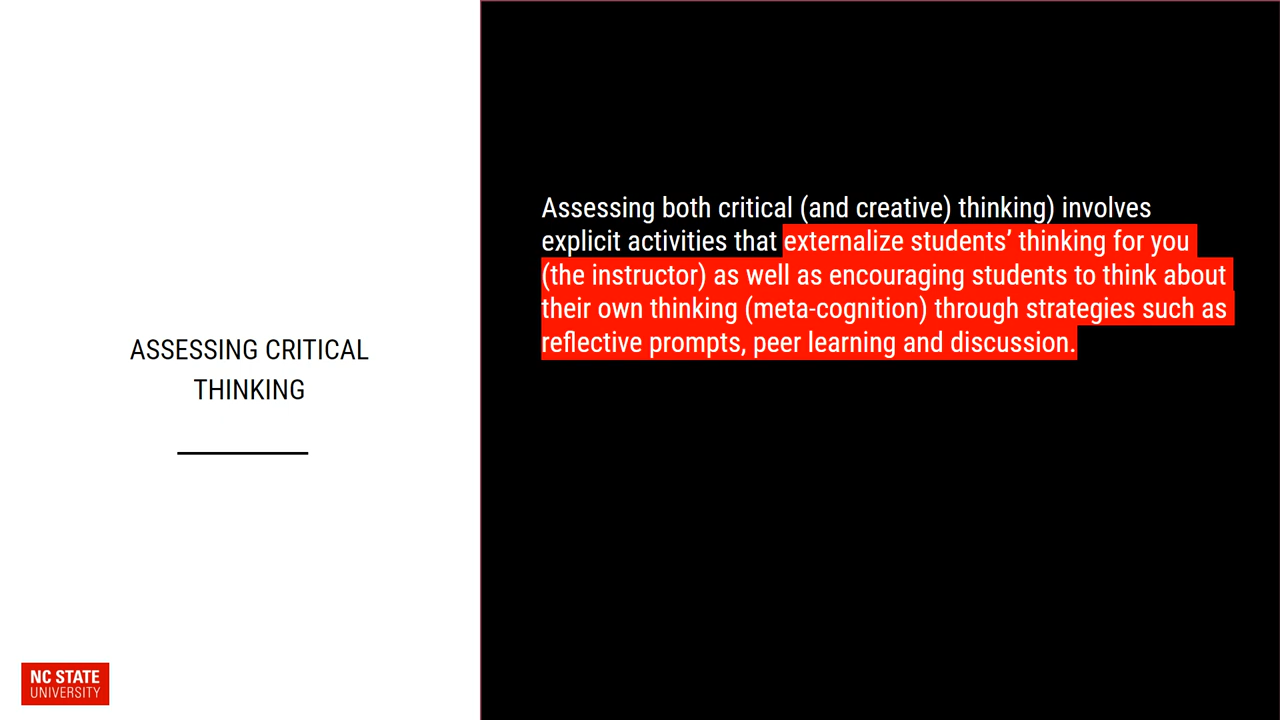 ASSESSING CRITICAL
THINKING
Assessing both critical (and creative) thinking) involves
explicit activities that externalize students’ thinking for you
(the instructor) as well as encouraging students to think about
their own thinking (meta-cognition) through strategies such as
reflective prompts, peer learning and discussion.
NC STATE
UNIVERSITY